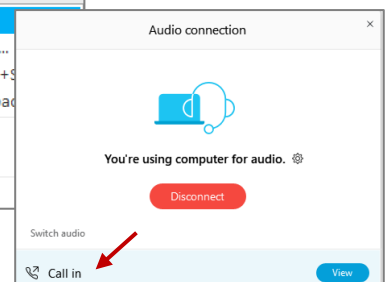 Audio connection
You're using computer for audio.
Disconnect
Switch audio
Call in
View